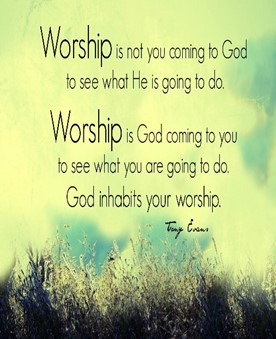 Worship is not you coming to God
to see what He is going to do.
Worship is God coming to you
to see what you are going to do.
God inhabits your worship.
Tony Evans